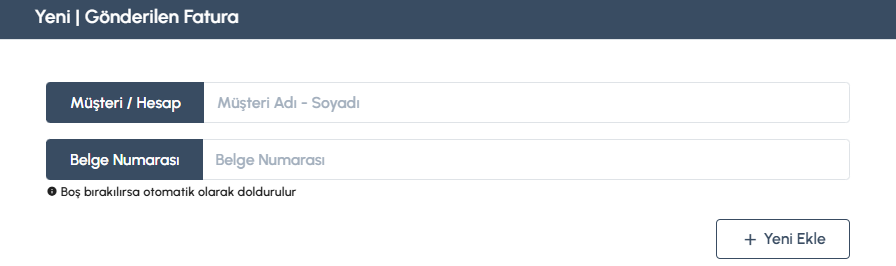 Yeni | Gönderilen Fatura
Müşteri / Hesap
Müşteri Adı - Soyadı
Belge Numarası
Belge Numarası
Boş bırakılırsa otomatik olarak doldurulur
+ Yeni Ekle